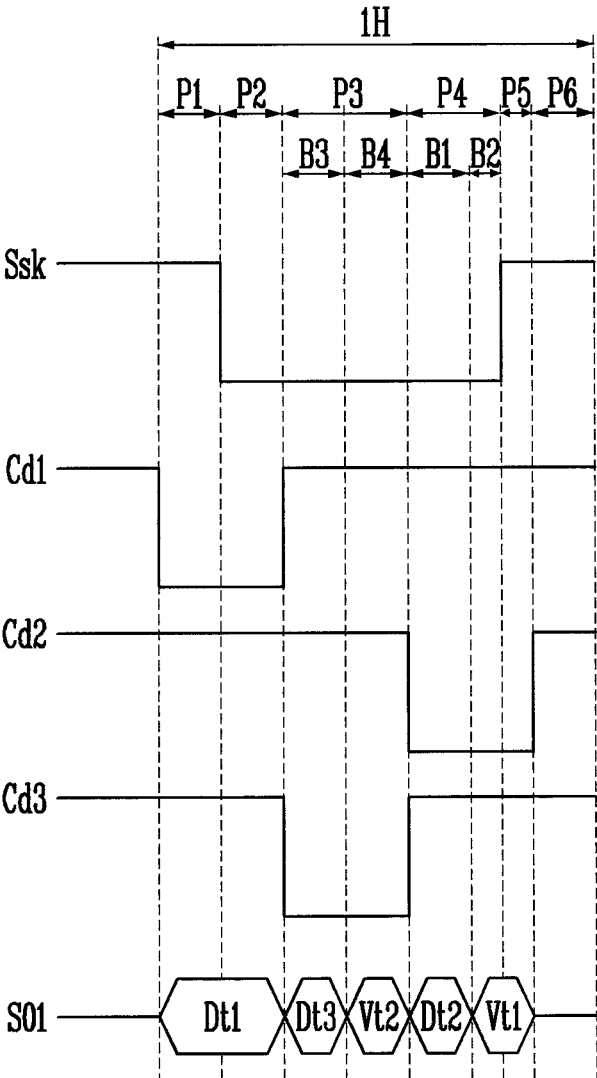 1H
P1 P2 P3 P4 P5 P6
B3 B4 B1 B2
Ssk
Cd1
Cd2
Cd3
S01 Dt1 Dt3 Vt2 Dt2 Vt1